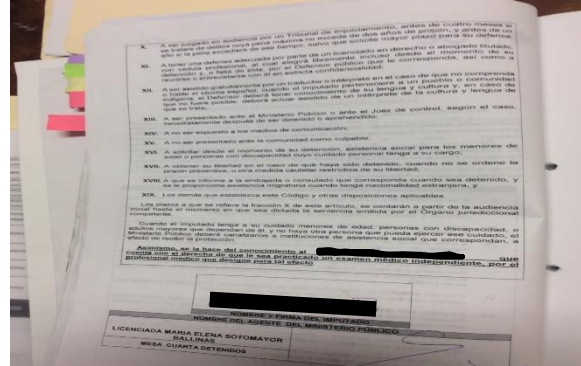 X. A ser juzgado en audiencia por un Tribunal de enjuiciamiento, antes de cuatro meses si
se tratare de delitos cuya pena máxima no exceda de dos años de prisión, y antes de un
año si la pena excediere de ese tiempo, salvo que solicite mayor plazo para su defensa;
XI. A tener una defensa adecuada por parte de un licenciado en derecho o abogado titulado,
con cédula profesional, al cual elegirá libremente incluso desde el momento de su
detención y, a falta de éste, por el Defensor público que le corresponda, así como a
reunirse o entrevistarse con él en estricta confidencialidad;
XII. A ser asistido gratuitamente por un traductor o intérprete en el caso de que no comprenda
o hable el idioma español; cuando el imputado perteneciere a un pueblo o comunidad
indígena, el Defensor deberá tener conocimiento de su lengua y cultura y, en caso de
que no fuere posible, deberá actuar asistido de un intérprete de la cultura y lengua de
que se trate;
XIII. A ser presentado ante el Ministerio Público o ante el Juez de control, según el caso,
inmediatamente después de ser detenido o aprehendido;
XIV. A no ser expuesto a los medios de comunicación;
XV. A no ser presentado ante la comunidad como culpable;
XVI. A solicitar desde el momento de su detención, asistencia social para los menores de
edad o personas con discapacidad cuyo cuidado personal tenga a su cargo;
XVII. A obtener su libertad en el caso de que haya sido detenido, cuando no se ordene la
prisión preventiva, u otra medida cautelar restrictiva de su libertad;
XVIII. A que se informe a la embajada o consulado que corresponda cuando sea detenido, y
se le proporcione asistencia migratoria cuando tenga nacionalidad extranjera, y
XIX. Los demás que establezca este Código y otras disposiciones aplicables.
Los plazos a que se refiere la fracción X de este artículo, se contarán a partir de la audiencia
inicial hasta el momento en que sea dictada la sentencia emitida por el Órgano jurisdiccional
competente.
Cuando el imputado tenga a su cuidado menores de edad, personas con discapacidad, o
adultos mayores que dependan de él, y no haya otra persona que pueda ejercer ese cuidado, el
Ministerio Público deberá canalizarlos a instituciones de asistencia social que correspondan, a
efecto de recibir la protección.
Asimismo, se le hace del conocimiento al que
cuenta con el derecho de que le sea practicado un examen médico independiente, por el
profesional médico que designe para tal efecto
NOMBRE Y FIRMA DEL IMPUTADO
NOMBRE DEL AGENTE DEL MINISTERIO PÚBLICO
LICENCIADA MARIA ELENA SOTOMAYOR
BALLINAS
MESA CUARTA DETENIDOS